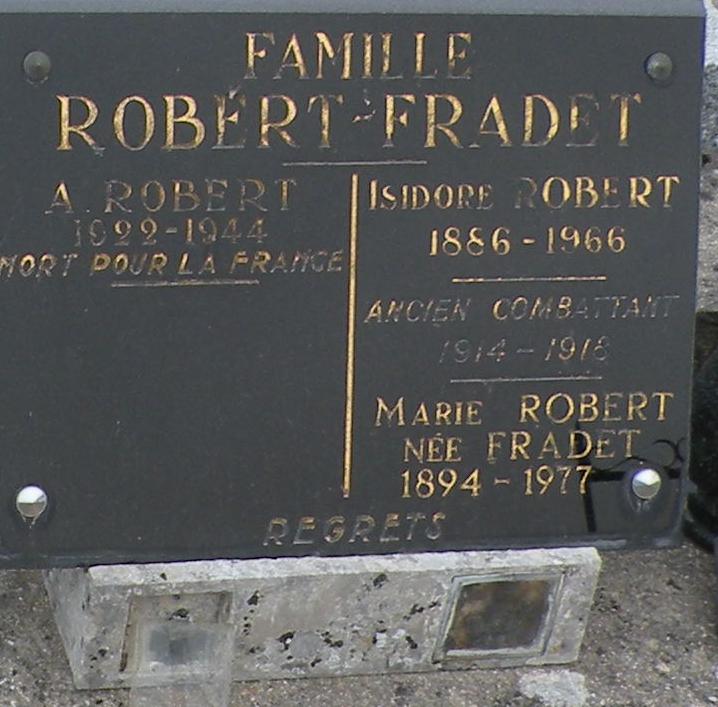 FAMILLE
ROBERT-FRADET
A. ROBERT
1922-1944
MORT POUR LA FRANCE
ISIDORE ROBERT
1886-1966
ANCIEN COMBATTANT
1914-1918
MARIE ROBERT
NÉE FRADET
1894-1977
REGRETS